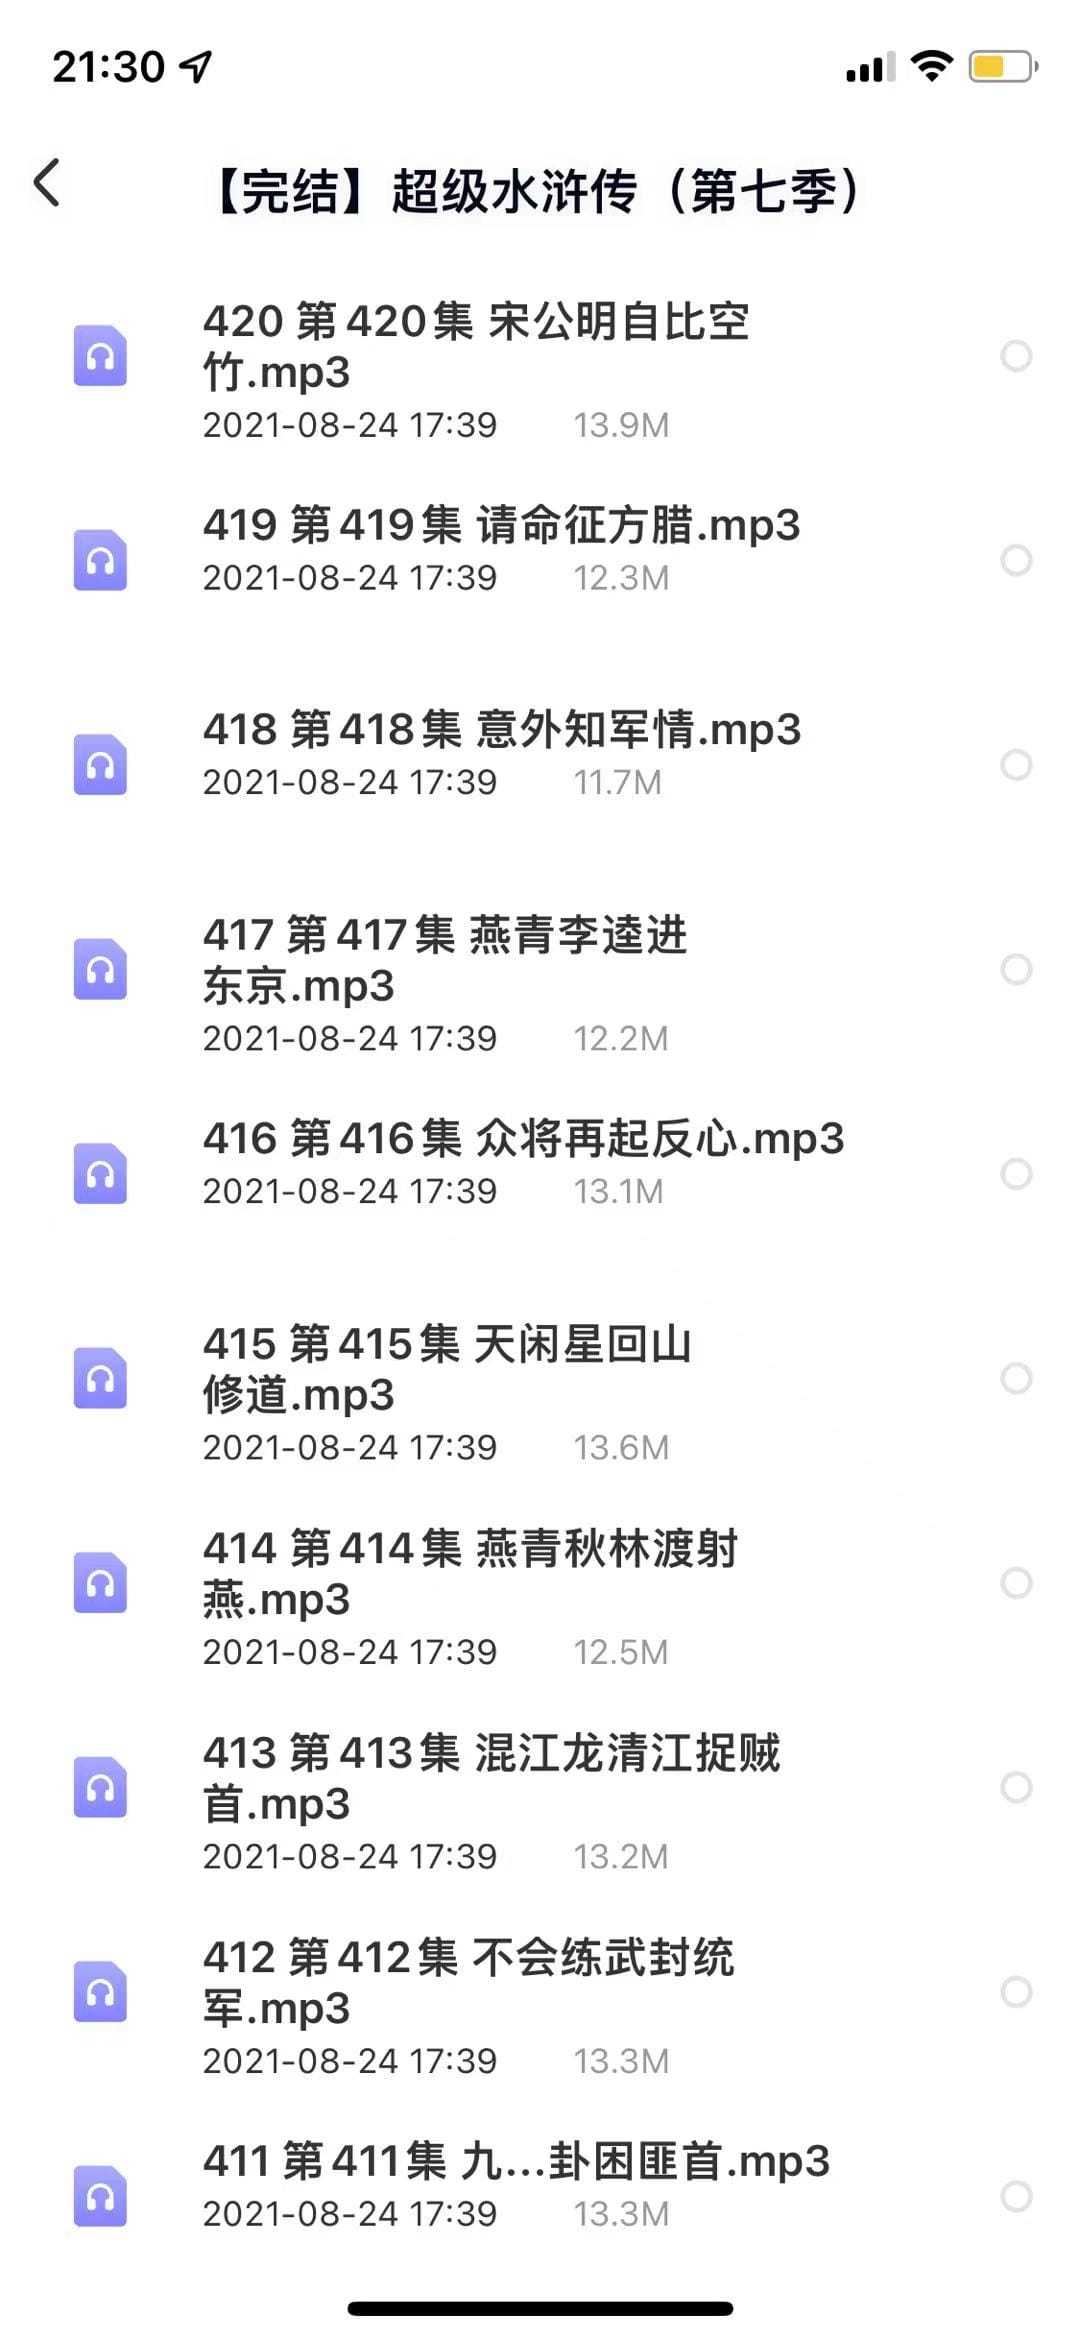 21:30
【完结】超级水浒传（第七季）
420 第420集 宋公明自比空
竹.mp3
2021-08-24 17:39 13.9M
419 第419集 请命征方腊.mp3
2021-08-24 17:39 12.3M
418 第418集 意外知军情.mp3
2021-08-24 17:39 11.7M
417 第417集 燕青李逵进
东京.mp3
2021-08-24 17:39 12.2M
416 第416集 众将再起反心.mp3
2021-08-24 17:39 13.1M
415 第415集 天闲星回山
修道.mp3
2021-08-24 17:39 13.6M
414 第414集 燕青秋林渡射
燕.mp3
2021-08-24 17:39 12.5M
413 第413集 混江龙清江捉贼
首.mp3
2021-08-24 17:39 13.2M
412 第412集 不会练武封统
军.mp3
2021-08-24 17:39 13.3M
411 第411集 九...卦困匪首.mp3
2021-08-24 17:39 13.3M